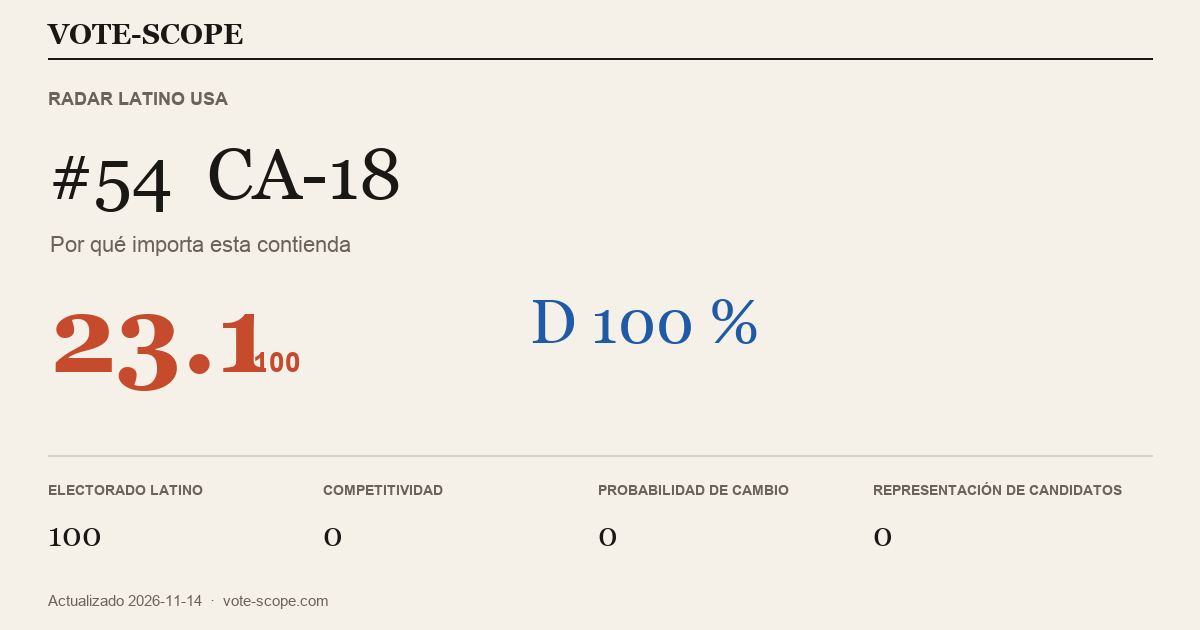 VOTE-SCOPE
RADAR LATINO USA
#54 CA-18
Por qué importa esta contienda
23.1 100
D 100 %
ELECTORADO LATINO COMPETITIVIDAD PROBABILIDAD DE CAMBIO REPRESENTACIÓN DE CANDIDATOS
100 0 0 0
Actualizado 2026-11-14 · vote-scope.com